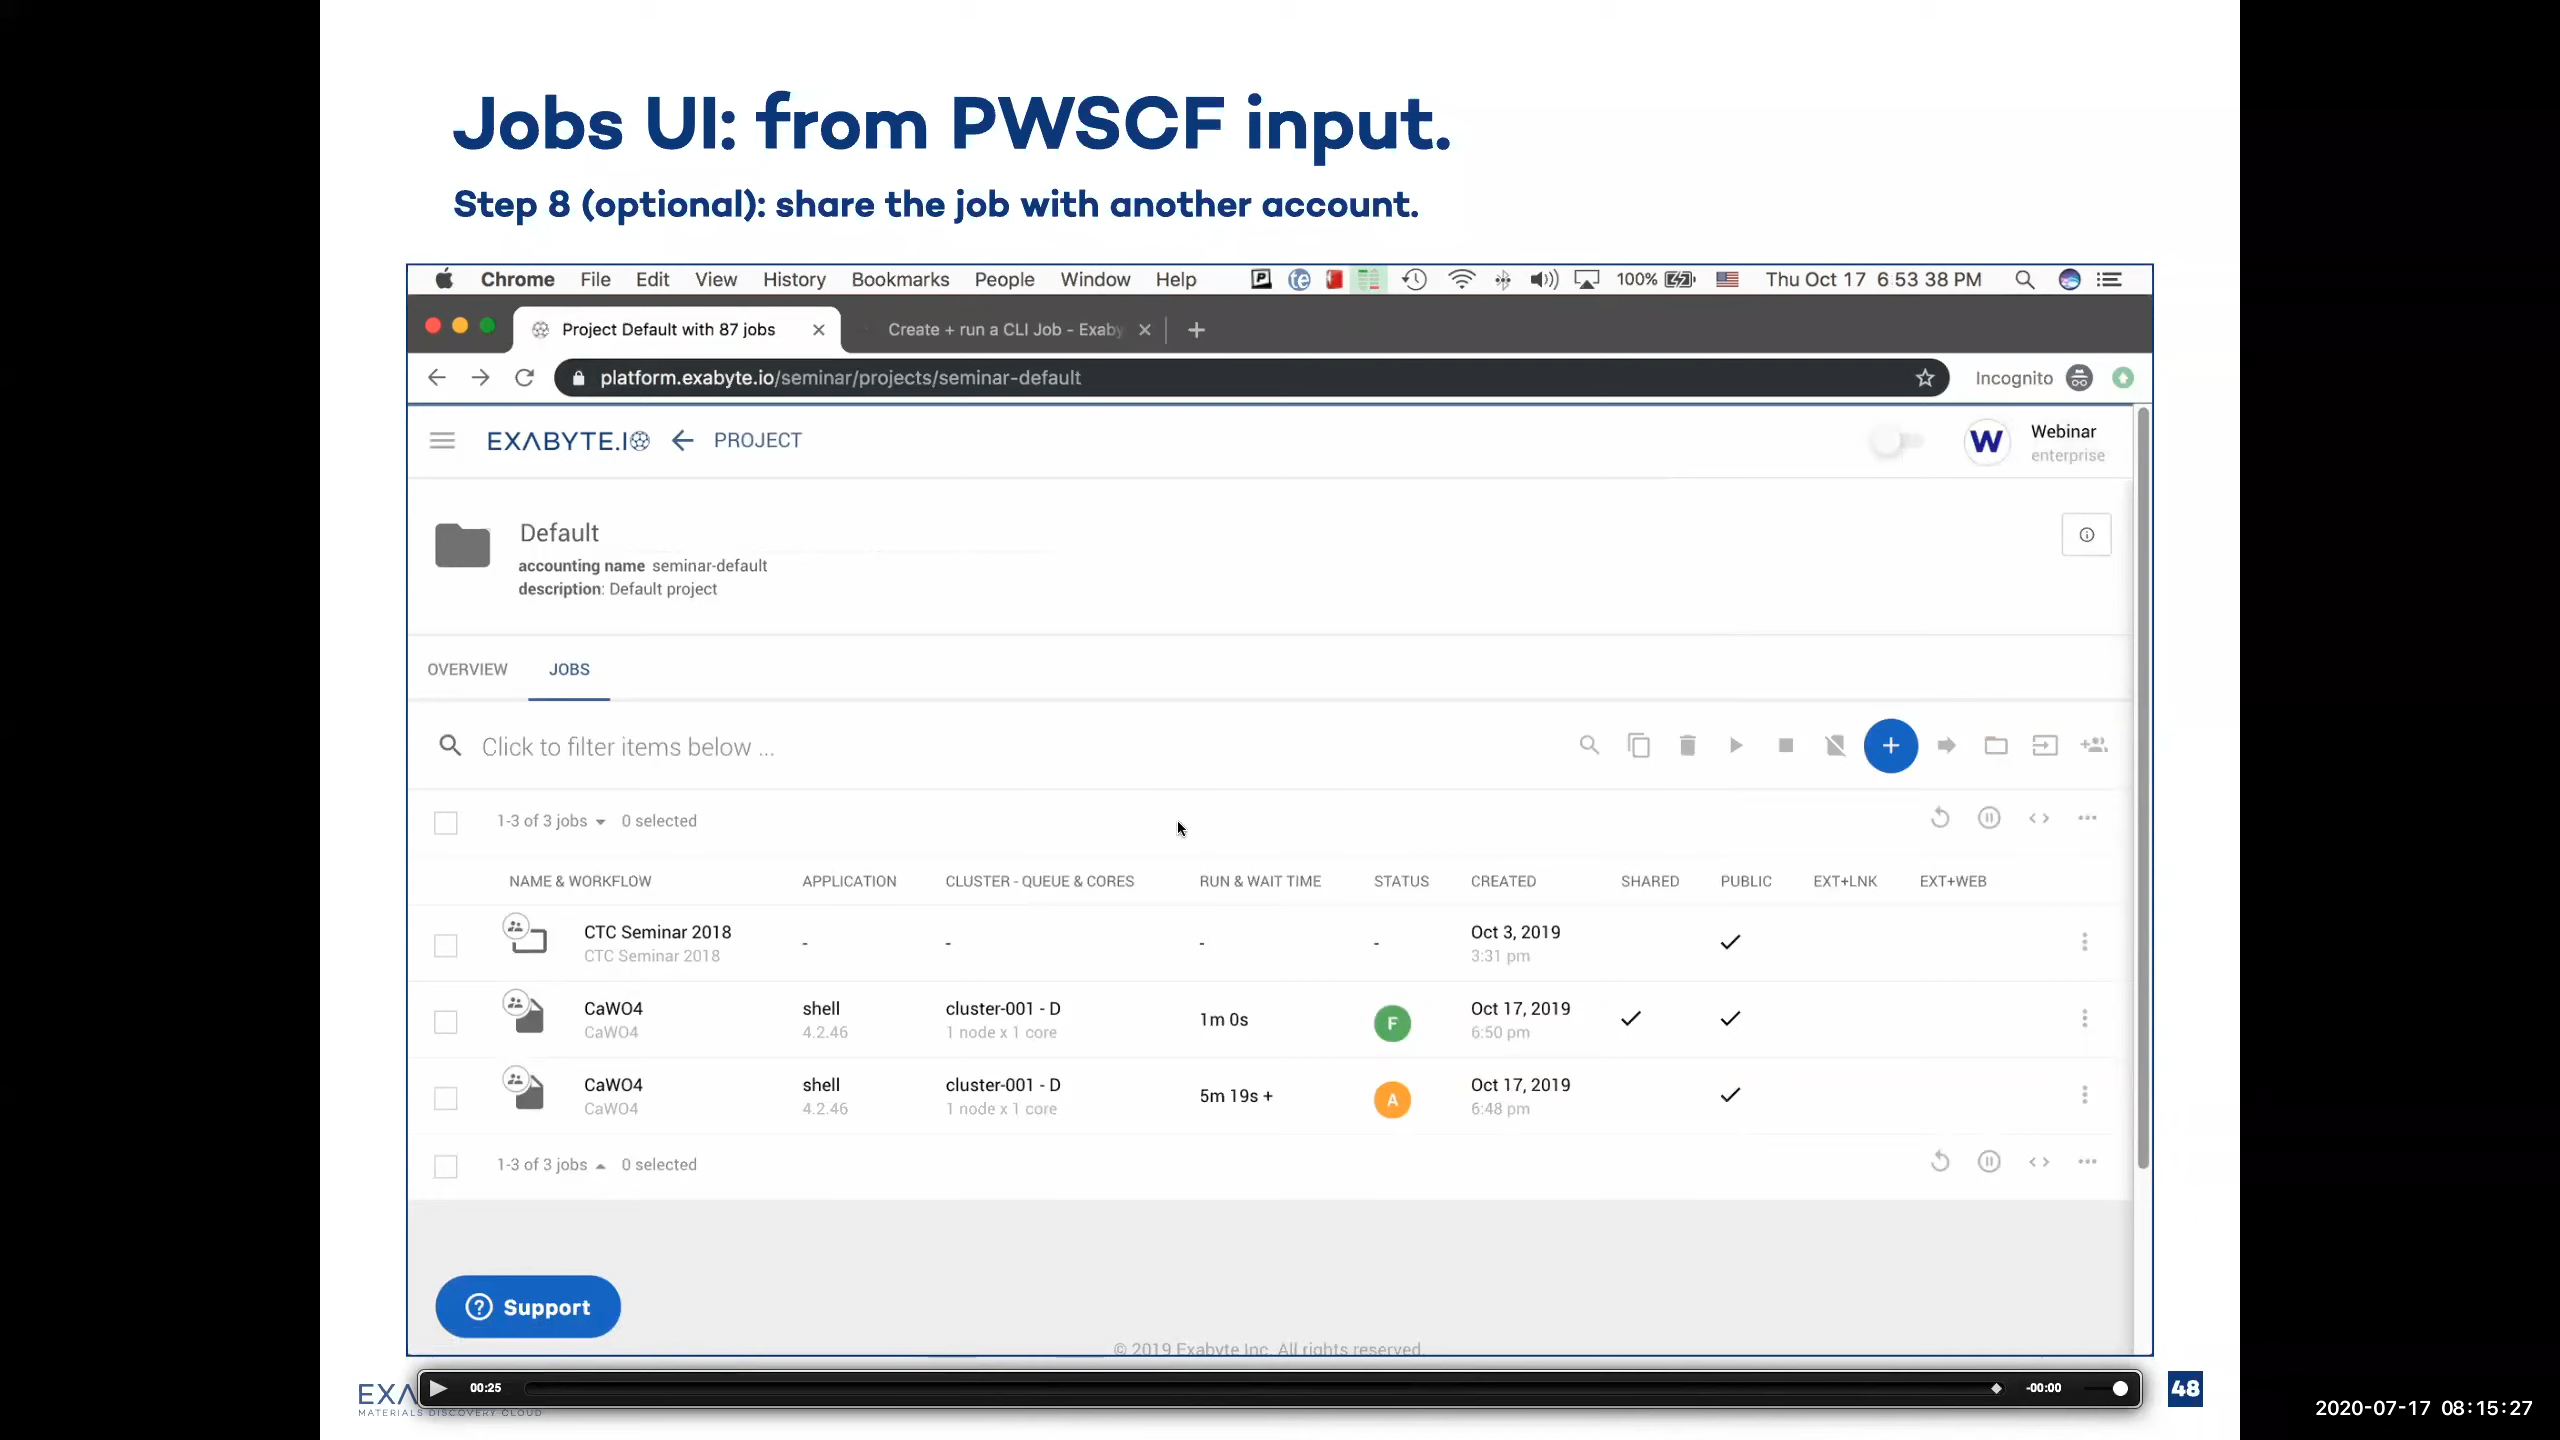 Jobs UI: from PWSCF input.
Step 8 (optional): share the job with another account.
Chrome File Edit View History Bookmarks People Window Help 100% Thu Oct 17 6 53 38 PM
Project Default with 87 jobs Create + run a CLI Job - Exaby
platform.exabyte.io/seminar/projects/seminar-default Incognito
EXABYTE.IO PROJECT W Webinar
enterprise
Default
accounting name seminar-default
description: Default project
OVERVIEW JOBS
Click to filter items below ...
1-3 of 3 jobs 0 selected
NAME & WORKFLOW APPLICATION CLUSTER - QUEUE & CORES RUN & WAIT TIME STATUS CREATED SHARED PUBLIC EXT+LNK EXT+WEB
CTC Seminar 2018 - - - - Oct 3, 2019
CTC Seminar 2018 3:31 pm
CaWO4 shell cluster-001 - D 1m 0s F Oct 17, 2019
CaWO4 4.2.46 1 node x 1 core 6:50 pm
CaWO4 shell cluster-001 - D 5m 19s + A Oct 17, 2019
CaWO4 4.2.46 1 node x 1 core 6:48 pm
1-3 of 3 jobs 0 selected
Support
© 2019 Exabyte Inc. All rights reserved.
EXA 00:25 -00:00 48
MATERIALS DISCOVERY CLOUD
2020-07-17 08:15:27